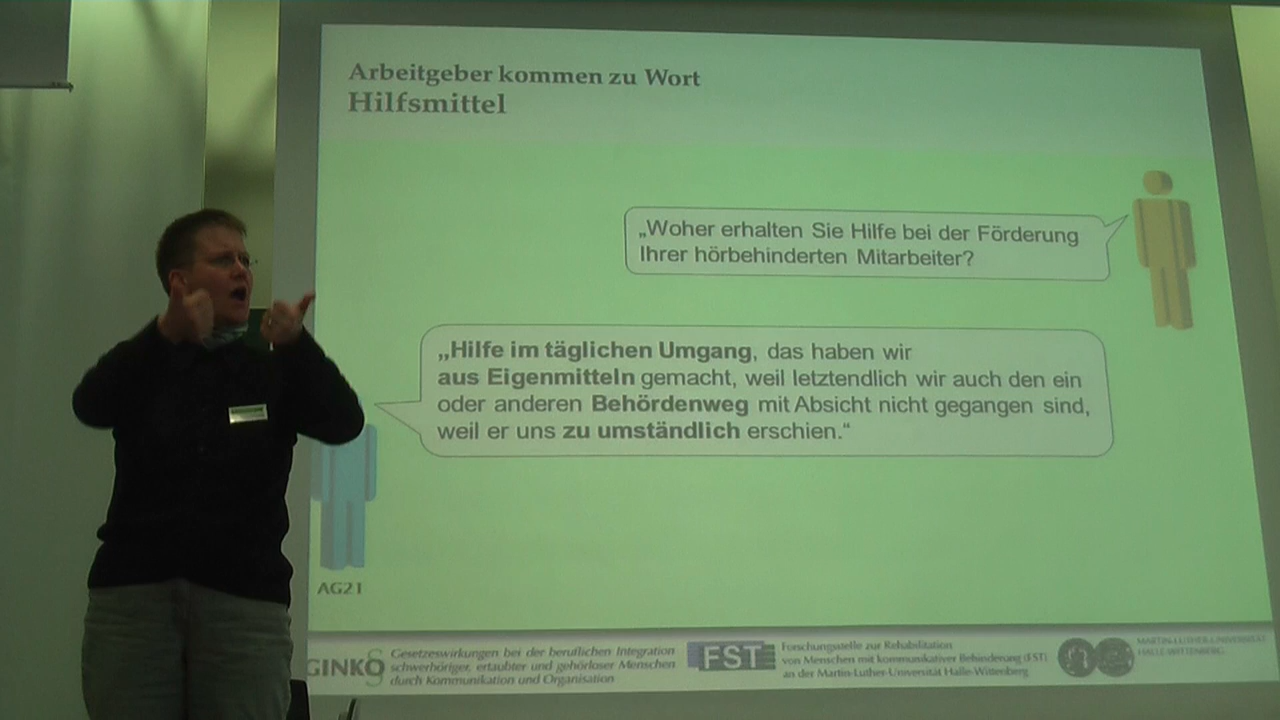 Arbeitgeber kommen zu Wort
Hilfsmittel
„Woher erhalten Sie Hilfe bei der Förderung
Ihrer hörbehinderten Mitarbeiter?
„Hilfe im täglichen Umgang, das haben wir
aus Eigenmitteln gemacht, weil letztendlich wir auch den ein
oder anderen Behördenweg mit Absicht nicht gegangen sind,
weil er uns zu umständlich erschien.“
AG21
GINKO
Gesetzeswirkungen bei der beruflichen Integration
schwerhöriger, ertaubter und gehörloser Menschen
durch Kommunikation und Organisation
FST
Forschungsstelle zur Rehabilitation
von Menschen mit kommunikativer Behinderung (FST)
an der Martin-Luther-Universität Halle-Wittenberg
MARTIN-LUTHER-UNIVERSITÄT
HALLE-WITTENBERG